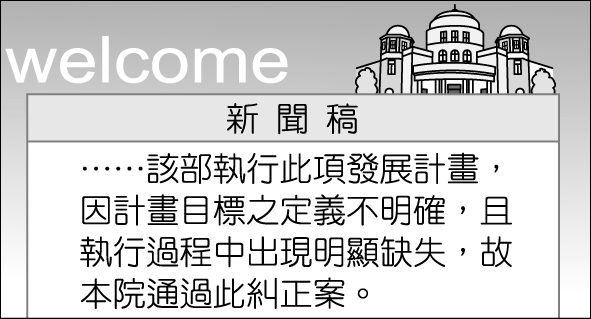 welcome
新聞稿
……該部執行此項發展計畫，
因計畫目標之定義不明確，且
執行過程中出現明顯缺失，故
本院通過此糾正案。